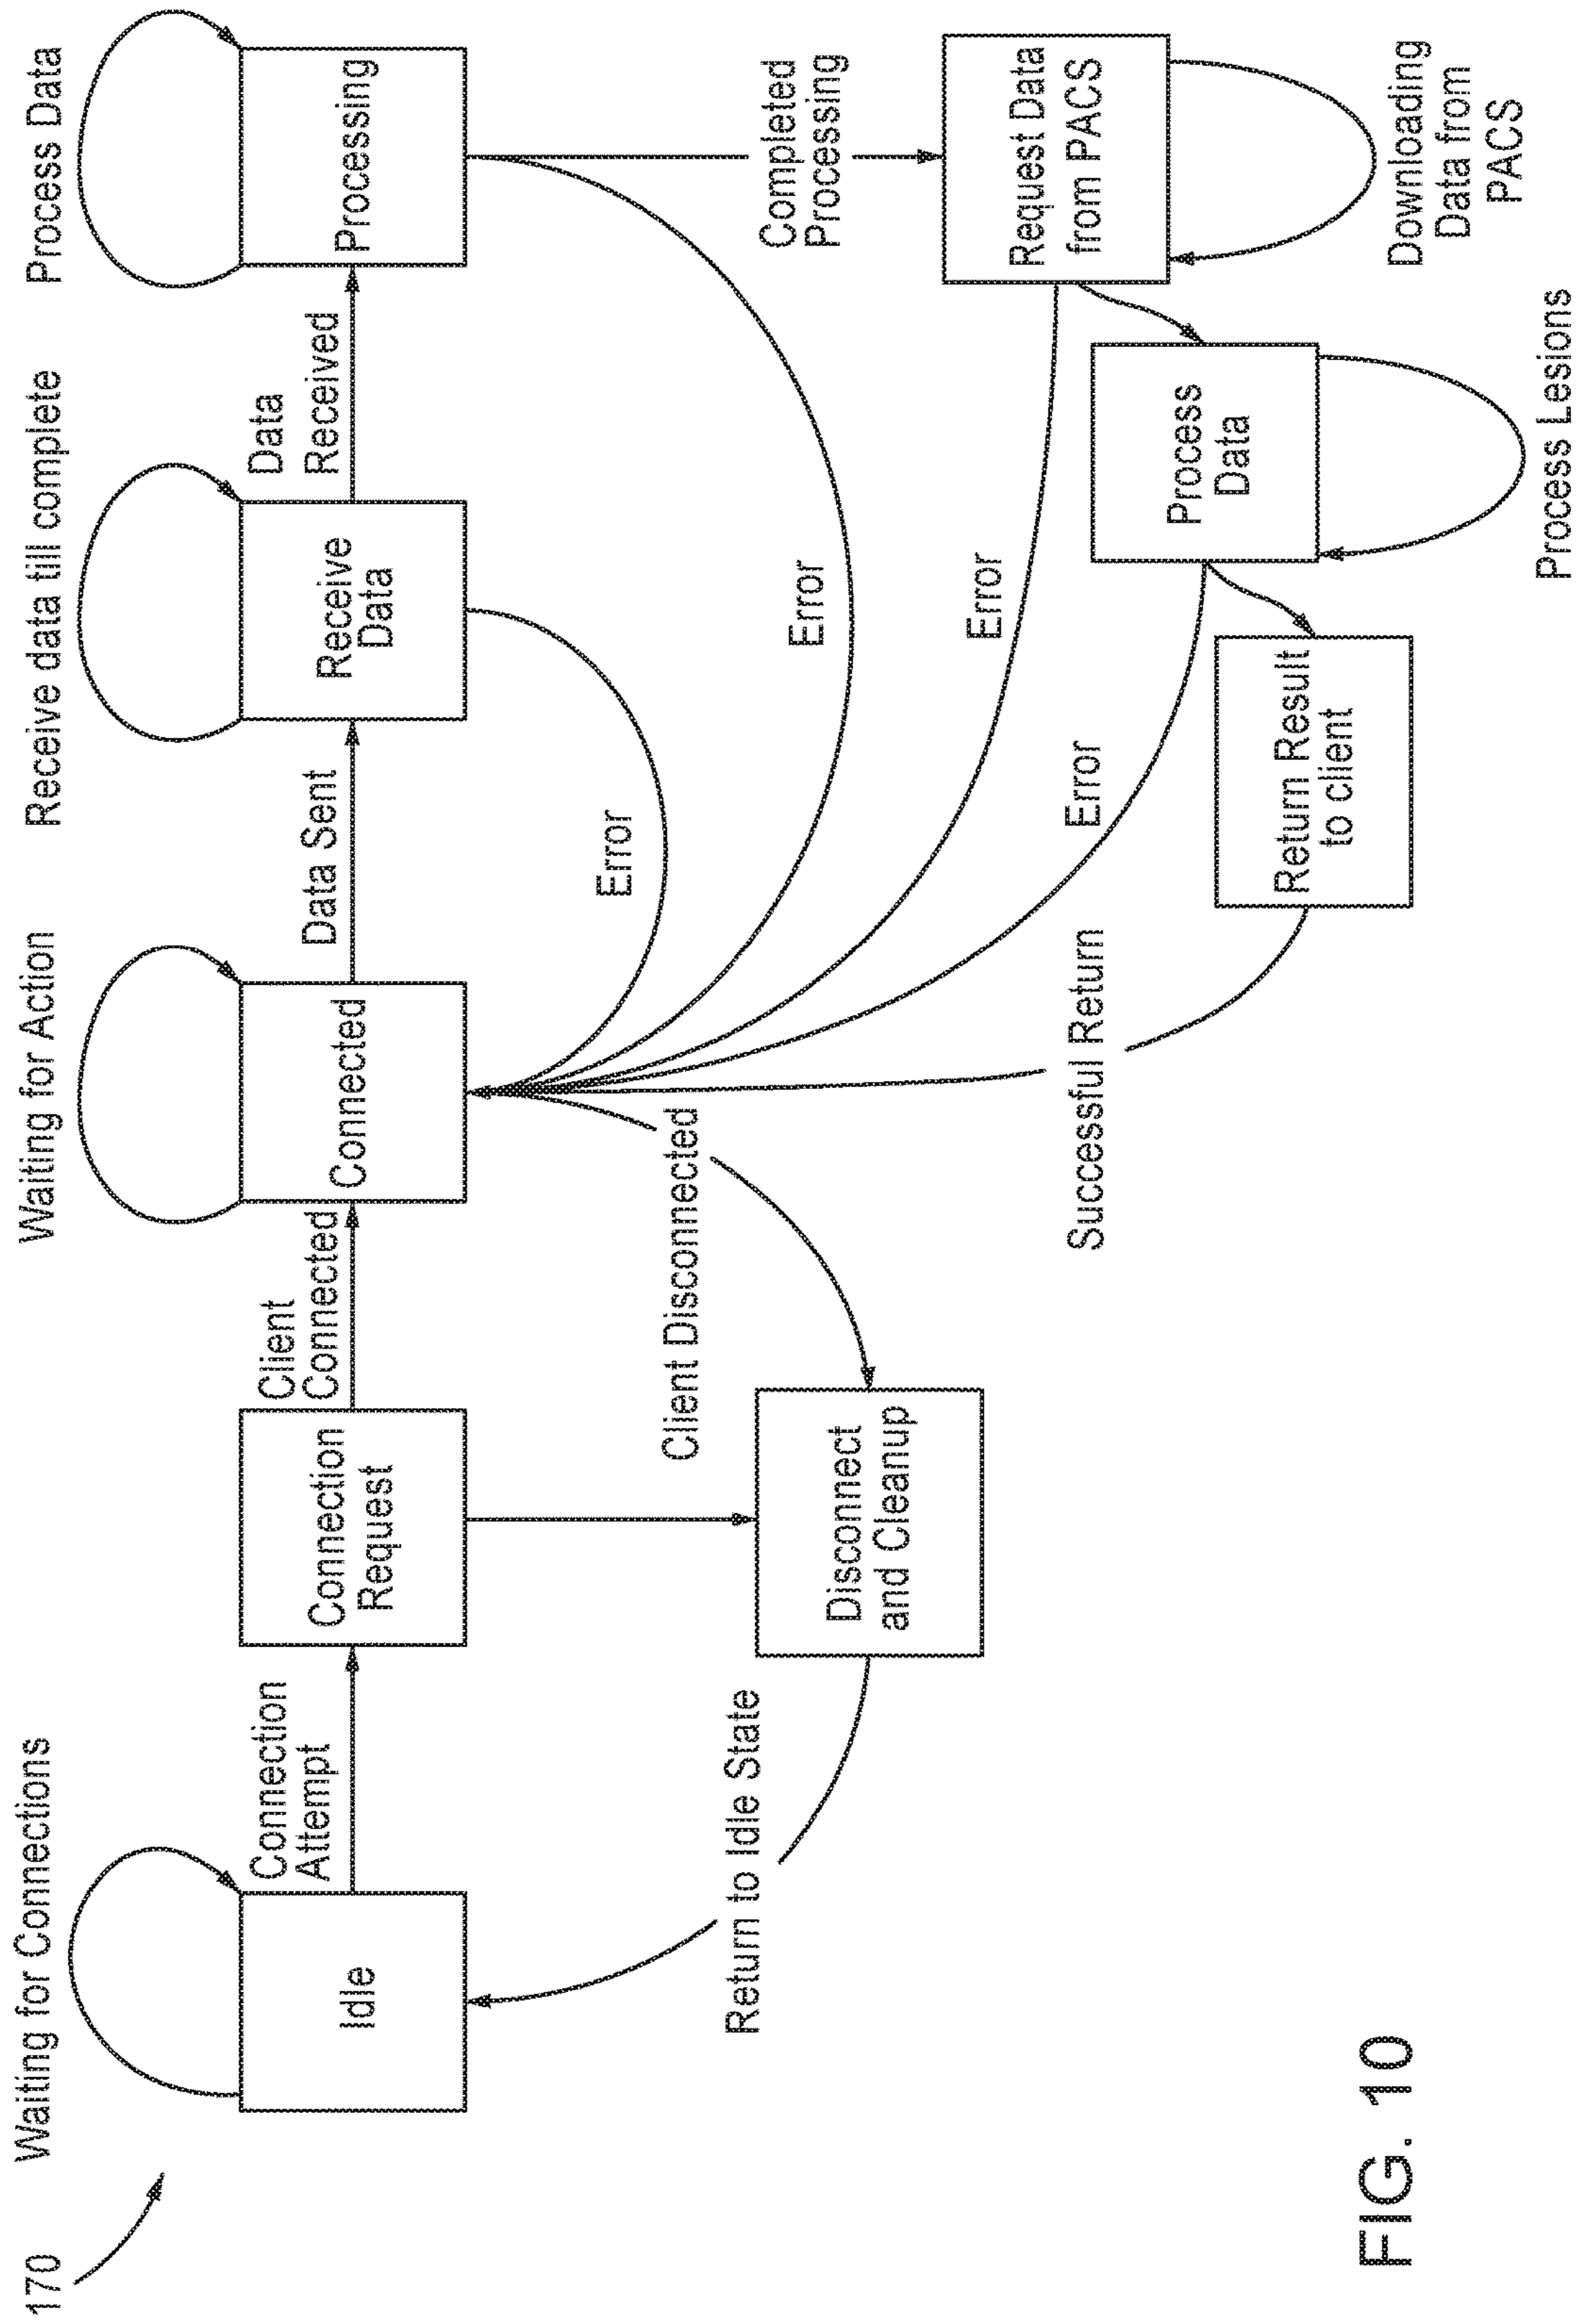 170
Waiting for Connections
Waiting for Action
Receive data till complete
Process Data
Idle
Connection
Attempt
Connection
Request
Client
Connected
Connected
Data Sent
Receive
Data
Data
Received
Processing
Return to Idle State
Disconnect
and Cleanup
Client Disconnected
Error
Error
Error
Error
Completed
Processing
Request Data
from PACS
Downloading
Data from
PACS
Process
Data
Process Lesions
Return Result
to client
Successful Return
FIG. 10